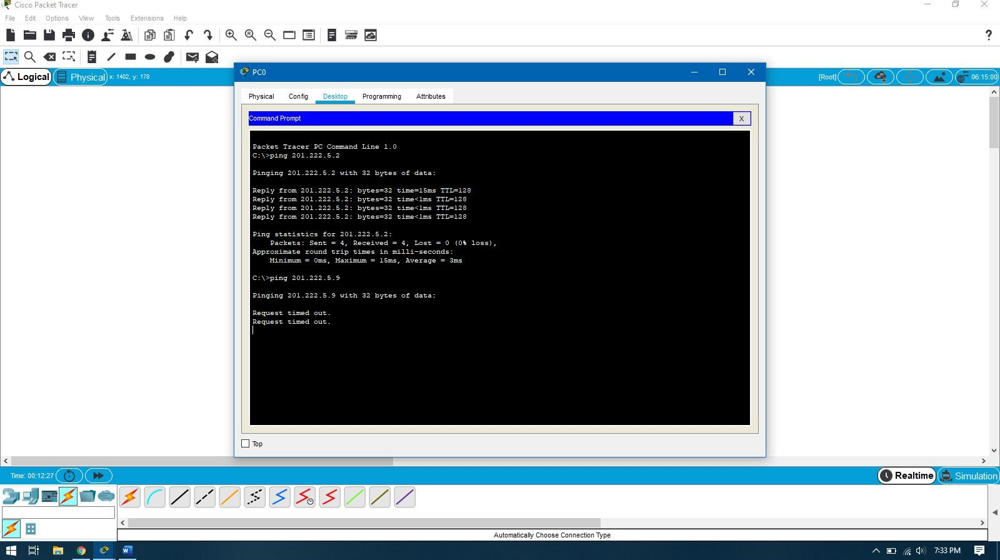 Cisco Packet Tracer
File Edit Options View Tools Extensions Help
?
Logical Physical x: 1402, y: 178
[Root] 06:15:00
PC0
Physical Config Desktop Programming Attributes
Command Prompt X
Packet Tracer PC Command Line 1.0
C:\>ping 201.222.5.2
Pinging 201.222.5.2 with 32 bytes of data:
Reply from 201.222.5.2: bytes=32 time=15ms TTL=128
Reply from 201.222.5.2: bytes=32 time<1ms TTL=128
Reply from 201.222.5.2: bytes=32 time<1ms TTL=128
Reply from 201.222.5.2: bytes=32 time<1ms TTL=128
Ping statistics for 201.222.5.2:
Packets: Sent = 4, Received = 4, Lost = 0 (0% loss),
Approximate round trip times in milli-seconds:
Minimum = 0ms, Maximum = 15ms, Average = 3ms
C:\>ping 201.222.5.9
Pinging 201.222.5.9 with 32 bytes of data:
Request timed out.
Request timed out.
Top
Time: 00:12:27
Realtime Simulation
Automatically Choose Connection Type
7:33 PM